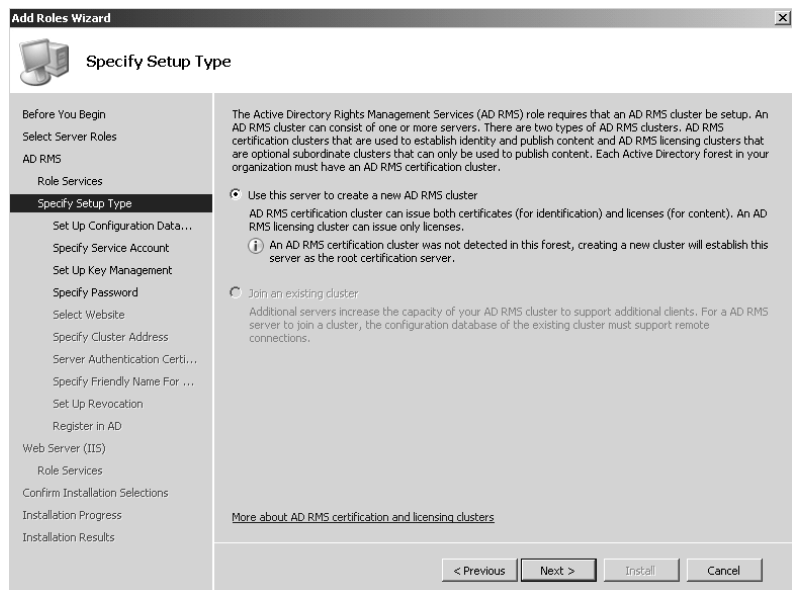 Add Roles Wizard
Specify Setup Type
Before You Begin
Select Server Roles
AD RMS
Role Services
Specify Setup Type
Set Up Configuration Data...
Specify Service Account
Set Up Key Management
Specify Password
Select Website
Specify Cluster Address
Server Authentication Certi...
Specify Friendly Name For ...
Set Up Revocation
Register in AD
Web Server (IIS)
Role Services
Confirm Installation Selections
Installation Progress
Installation Results
The Active Directory Rights Management Services (AD RMS) role requires that an AD RMS cluster be setup. An
AD RMS cluster can consist of one or more servers. There are two types of AD RMS clusters. AD RMS
certification clusters that are used to establish identity and publish content and AD RMS licensing clusters that
are optional subordinate clusters that can only be used to publish content. Each Active Directory forest in your
organization must have an AD RMS certification cluster.
Use this server to create a new AD RMS cluster
AD RMS certification cluster can issue both certificates (for identification) and licenses (for content). An AD
RMS licensing cluster can issue only licenses.
An AD RMS certification cluster was not detected in this forest, creating a new cluster will establish this
server as the root certification server.
Join an existing cluster
Additional servers increase the capacity of your AD RMS cluster to support additional clients. For a AD RMS
server to join a cluster, the configuration database of the existing cluster must support remote
connections.
More about AD RMS certification and licensing clusters
< Previous
Next >
Install
Cancel